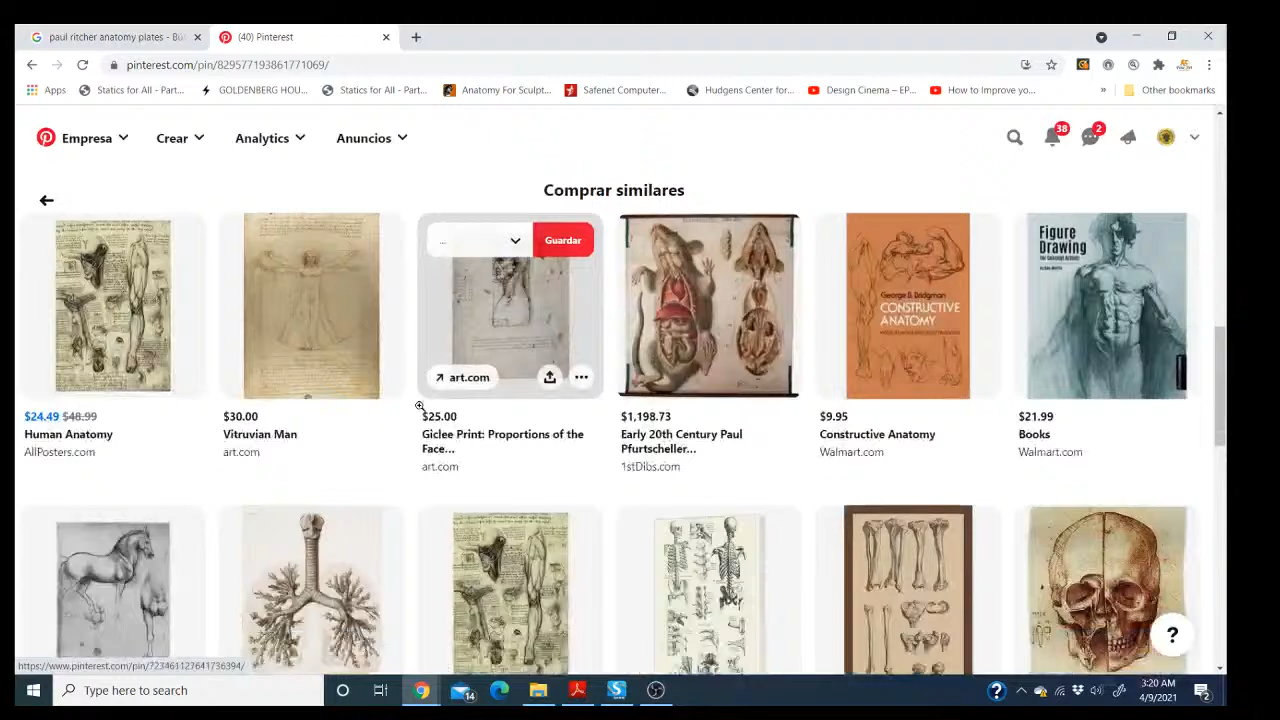 paul ritcher anatomy plates - Bu
(40) Pinterest
pinterest.com/pin/829577193861771069/
Apps
Statics for All - Part...
GOLDENBERG HOU...
Statics for All - Part...
Anatomy For Sculpt...
Safenet Computer...
Hudgens Center for...
Design Cinema – EP...
How to Improve yo...
»
Other bookmarks
Empresa
Crear
Analytics
Anuncios
38
2
Comprar similares
...
Guardar
art.com
George B. Bridgman
CONSTRUCTIVE
ANATOMY
Figure
Drawing
$24.49 $48.99
Human Anatomy
AllPosters.com
$30.00
Vitruvian Man
art.com
$25.00
Giclee Print: Proportions of the
Face...
art.com
$1,198.73
Early 20th Century Paul
Pfurtscheller...
1stDibs.com
$9.95
Constructive Anatomy
Walmart.com
$21.99
Books
Walmart.com
?
https://www.pinterest.com/pin/723461127641736394/
Type here to search
14
3:20 AM
4/9/2021
2